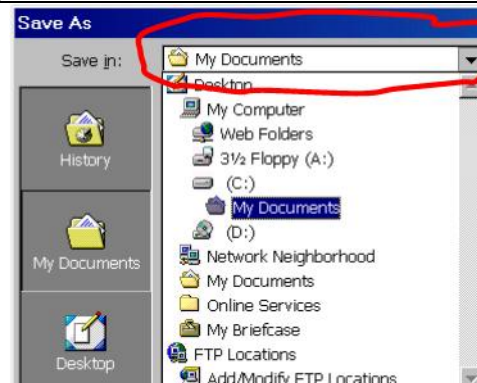 Save As
Save in:
My Documents
Desktop
My Computer
Web Folders
3½ Floppy (A:)
(C:)
My Documents
(D:)
Network Neighborhood
My Documents
Online Services
My Briefcase
FTP Locations
Add/Modify FTP Locations
History
My Documents
Desktop